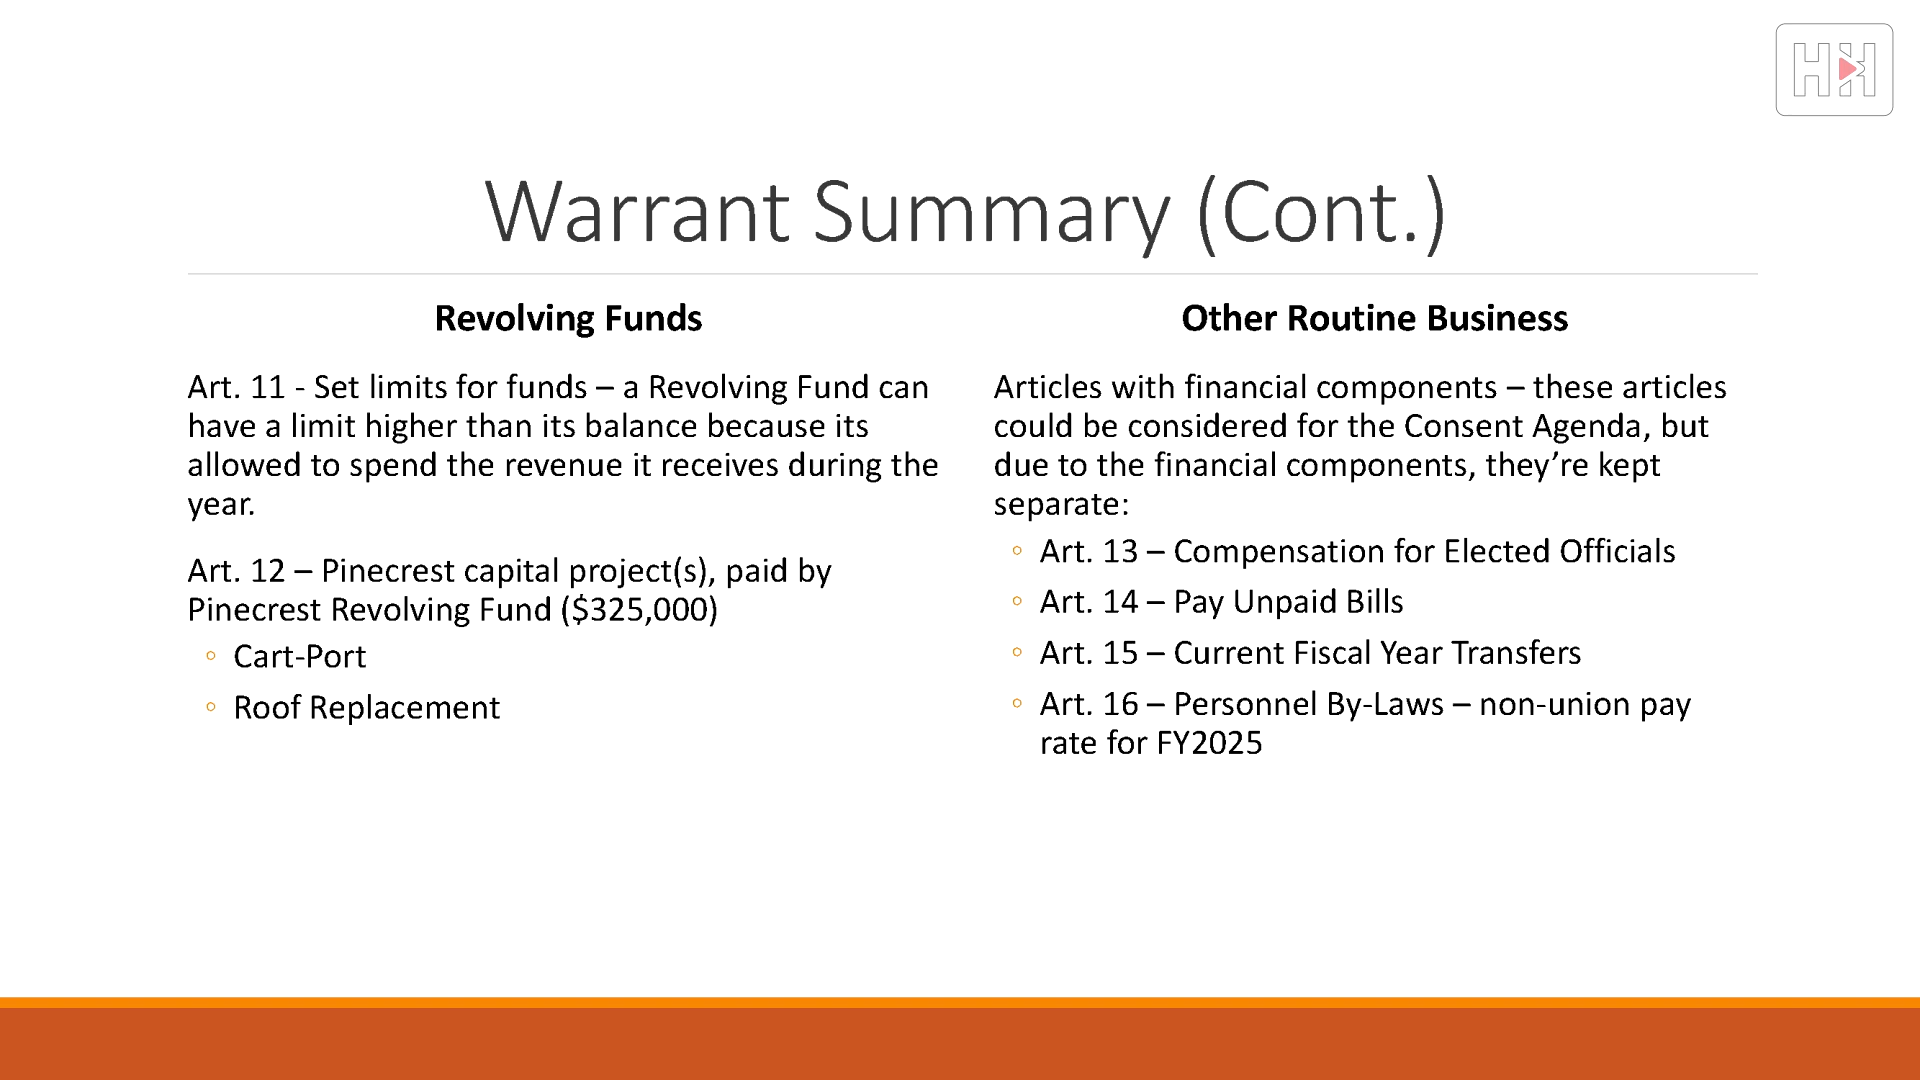 Warrant Summary (Cont.)
Revolving Funds
Art. 11 - Set limits for funds – a Revolving Fund can
have a limit higher than its balance because its
allowed to spend the revenue it receives during the
year.
Art. 12 – Pinecrest capital project(s), paid by
Pinecrest Revolving Fund ($325,000)
◦ Cart-Port
◦ Roof Replacement
Other Routine Business
Articles with financial components – these articles
could be considered for the Consent Agenda, but
due to the financial components, they’re kept
separate:
◦ Art. 13 – Compensation for Elected Officials
◦ Art. 14 – Pay Unpaid Bills
◦ Art. 15 – Current Fiscal Year Transfers
◦ Art. 16 – Personnel By-Laws – non-union pay
rate for FY2025